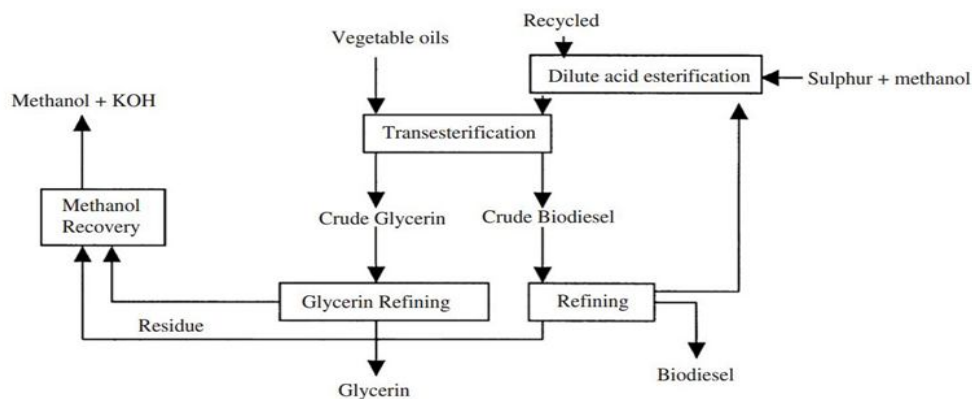 Recycled
Vegetable oils
Dilute acid esterification
Sulphur + methanol
Methanol + KOH
Transesterification
Methanol
Recovery
Crude Glycerin
Crude Biodiesel
Glycerin Refining
Refining
Residue
Biodiesel
Glycerin